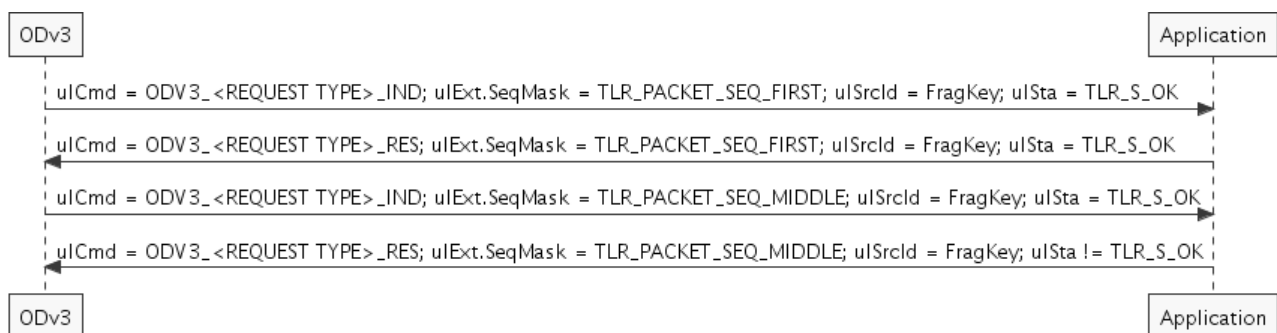 ODv3 Application
ulCmd = ODV3_<REQUEST TYPE>_IND; ulExt.SeqMask = TLR_PACKET_SEQ_FIRST; ulSrcId = FragKey; ulSta = TLR_S_OK
ulCmd = ODV3_<REQUEST TYPE>_RES; ulExt.SeqMask = TLR_PACKET_SEQ_FIRST; ulSrcId = FragKey; ulSta = TLR_S_OK
ulCmd = ODV3_<REQUEST TYPE>_IND; ulExt.SeqMask = TLR_PACKET_SEQ_MIDDLE; ulSrcId = FragKey; ulSta = TLR_S_OK
ulCmd = ODV3_<REQUEST TYPE>_RES; ulExt.SeqMask = TLR_PACKET_SEQ_MIDDLE; ulSrcId = FragKey; ulSta != TLR_S_OK
ODv3 Application